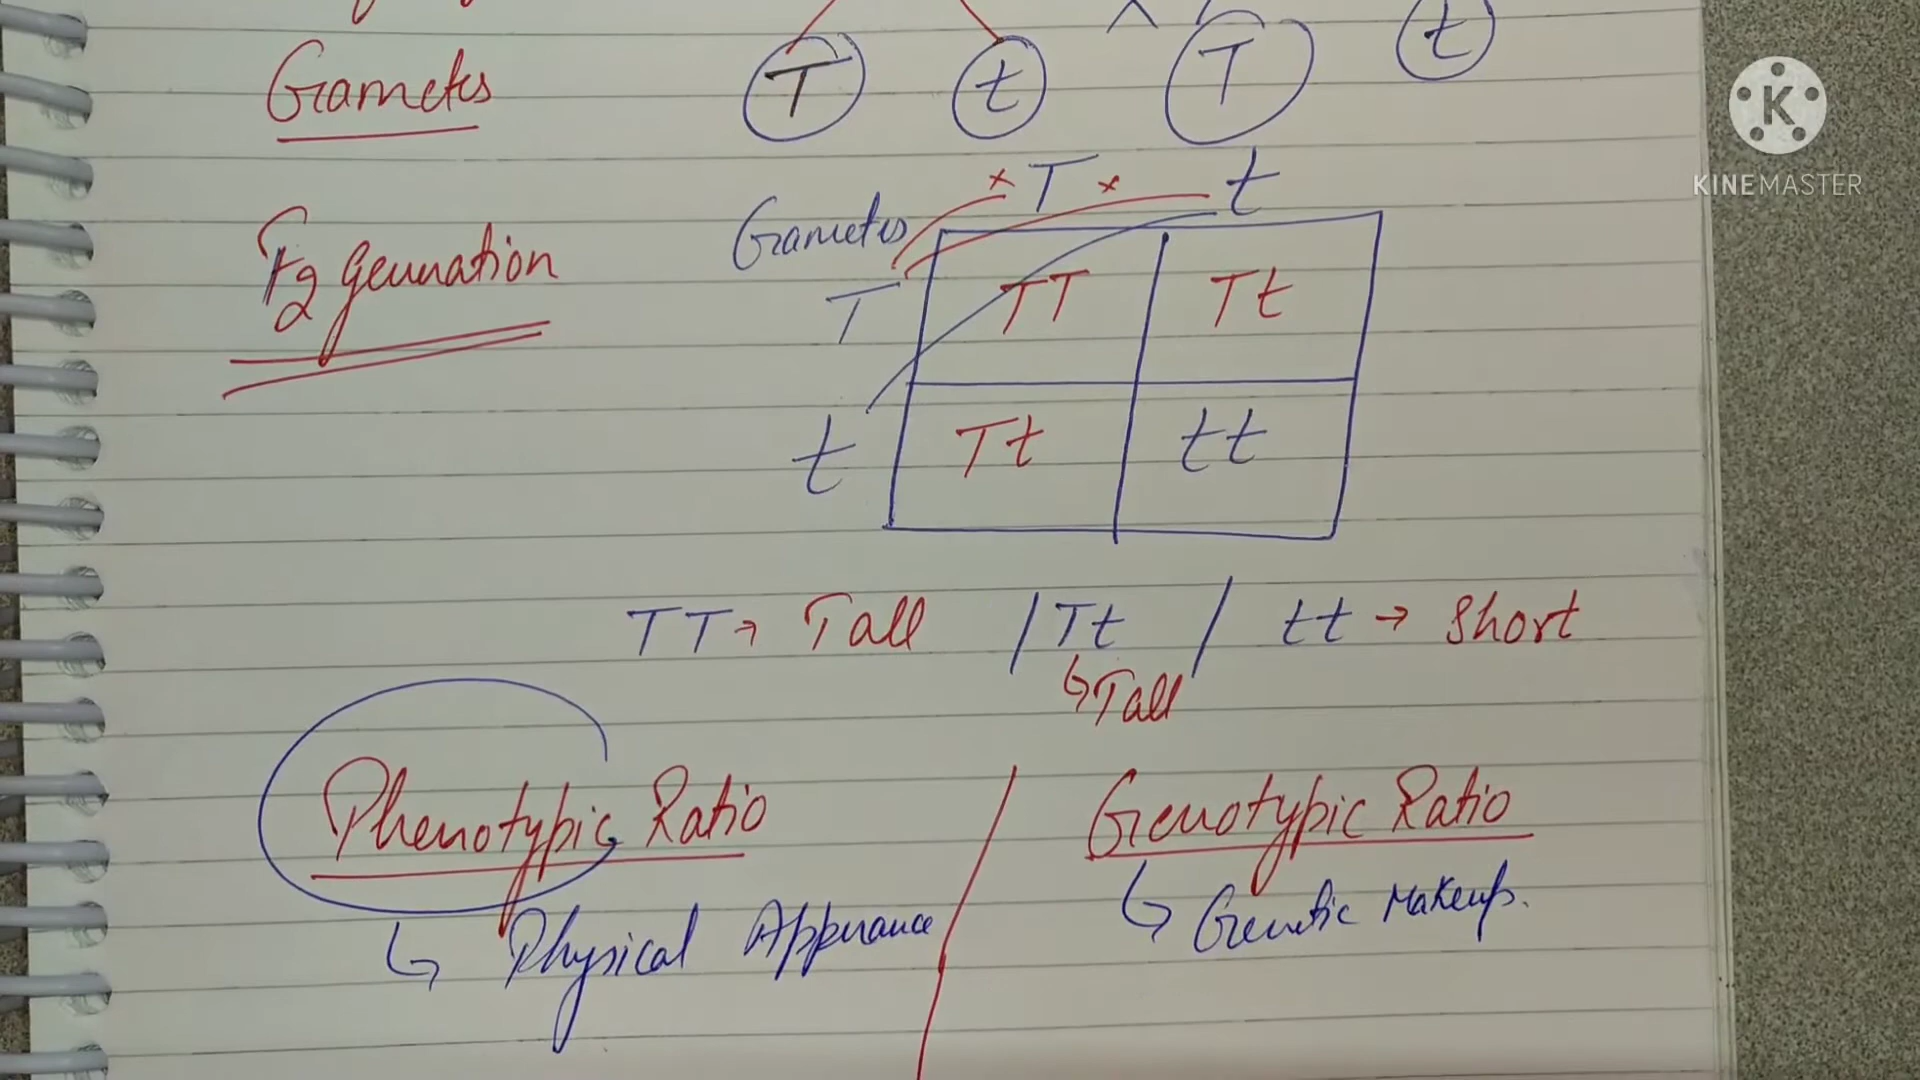 Gametes T t T t
T t
Gametes
F2 generation
T TT Tt
t Tt tt
TT → Tall / Tt / tt → Short
↳ Tall
Phenotypic Ratio / Genotypic Ratio
↳ Physical Apperance ↳ Genetic Makeup.
KINEMASTER